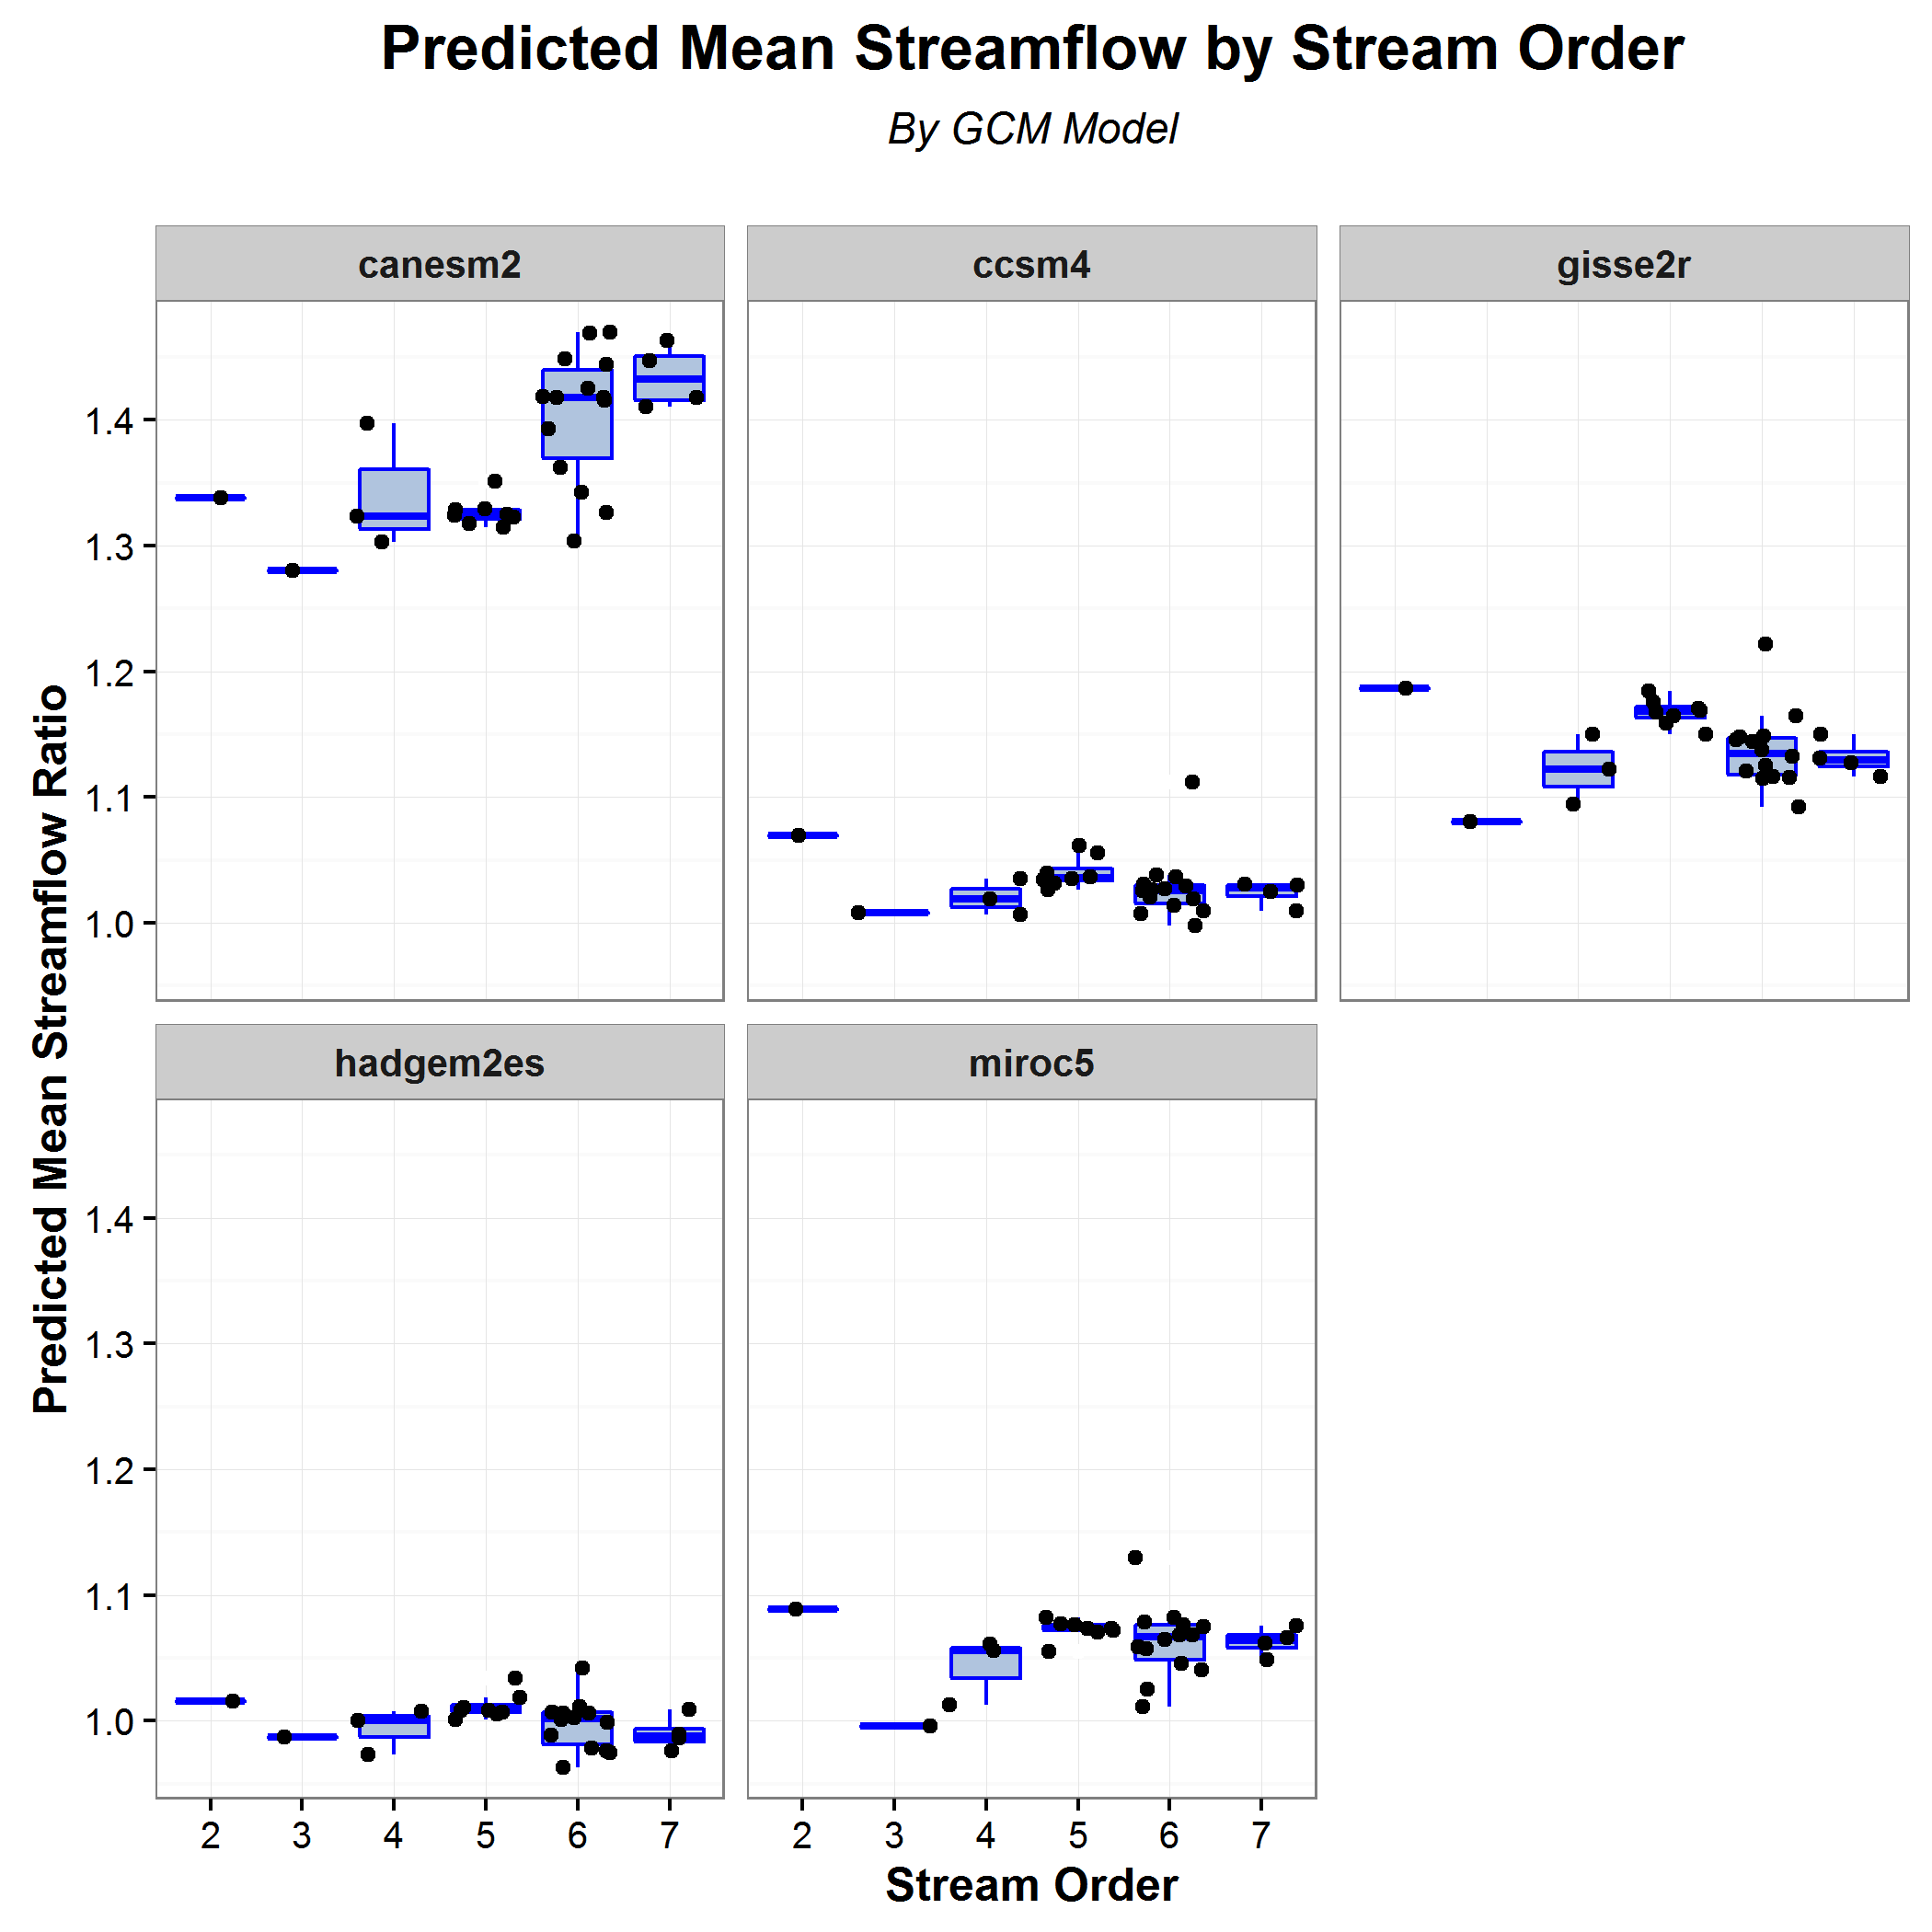 Predicted Mean Streamflow by Stream Order
By GCM Model
canesm2
ccsm4
gisse2r
1.4
1.3
1.2
1.1
1.0
Predicted Mean Streamflow Ratio
hadgem2es
miroc5
1.4
1.3
1.2
1.1
1.0
2 3 4 5 6 7
2 3 4 5 6 7
Stream Order